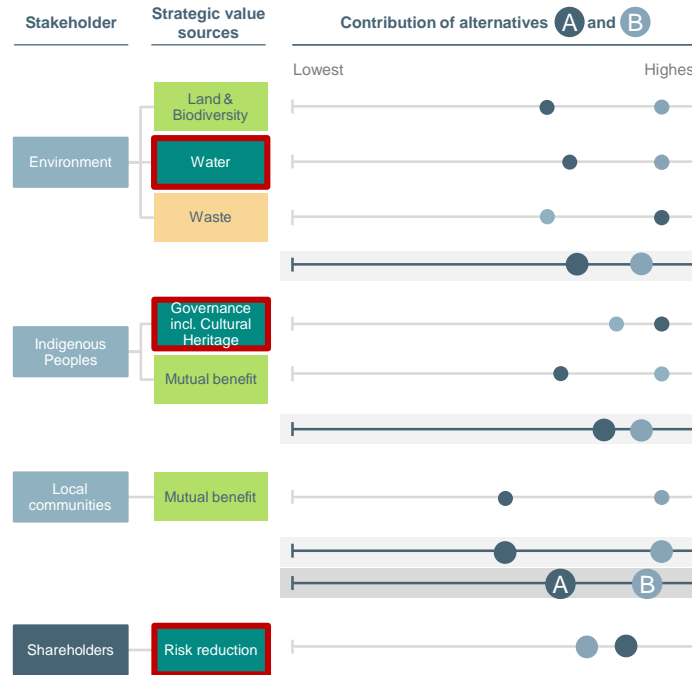 Stakeholder
Strategic value
sources
Contribution of alternatives A and B
Lowest
Highest
Land &
Biodiversity
Environment
Water
Waste
Governance
incl. Cultural
Heritage
Indigenous
Peoples
Mutual benefit
Local
communities
Mutual benefit
A
B
Shareholders
Risk reduction